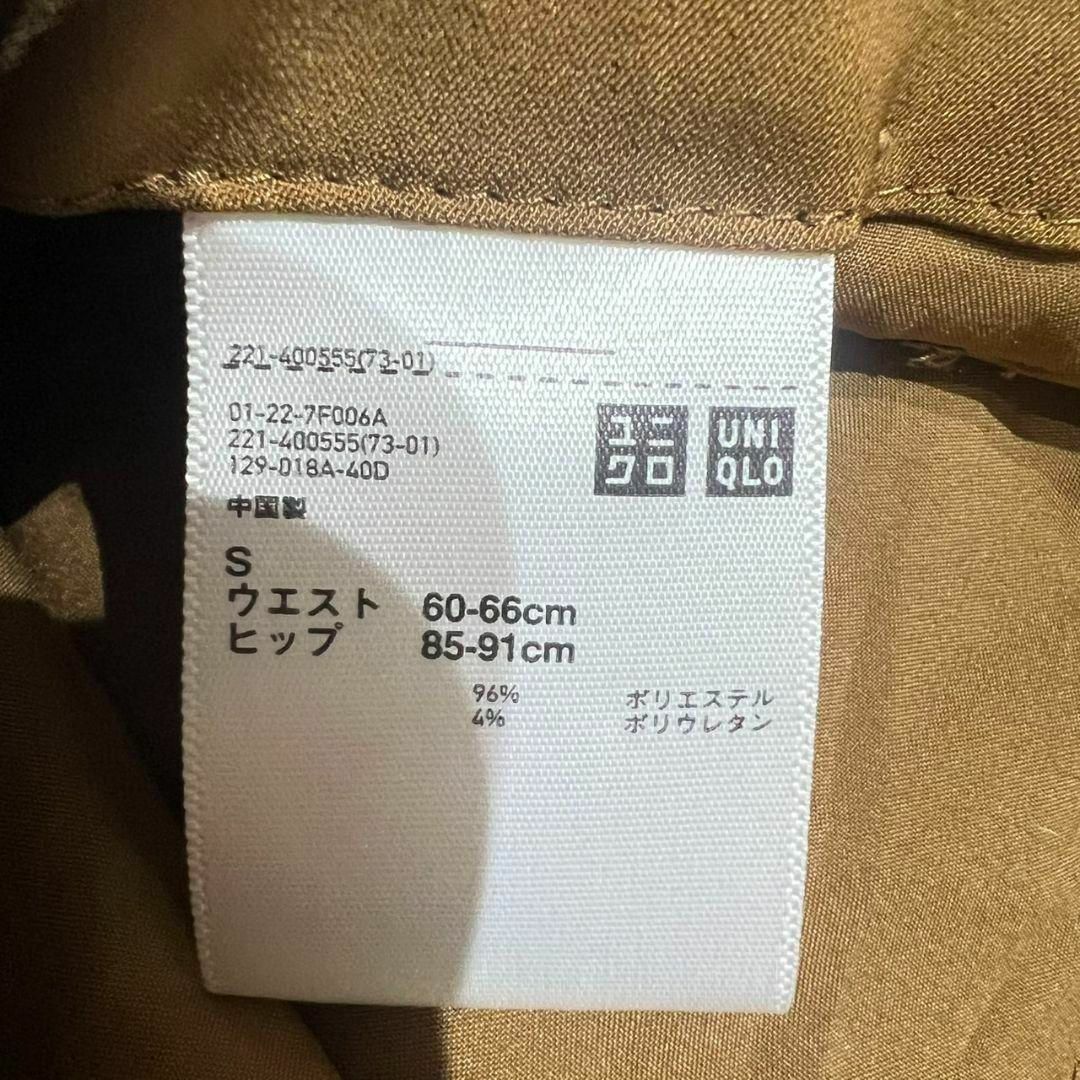 221-400555(73-01)
01-22-7F006A
221-400555(73-01)
129-018A-40D
中国製
ユニクロ
UNIQLO
S
ウエスト 60-66cm
ヒップ 85-91cm
96% ポリエステル
4% ポリウレタン